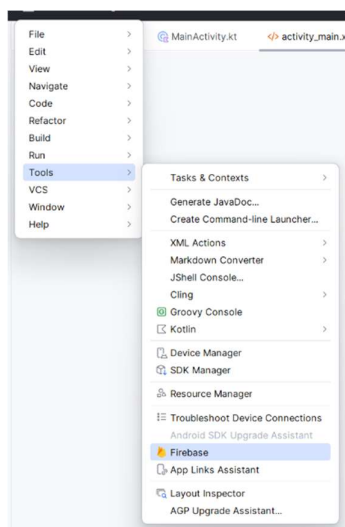 MainActivity.kt
activity_main.x
File
Edit
View
Navigate
Code
Refactor
Build
Run
Tools
VCS
Window
Help
Tasks & Contexts
Generate JavaDoc...
Create Command-line Launcher...
XML Actions
Markdown Converter
JShell Console...
Cling
Groovy Console
Kotlin
Device Manager
SDK Manager
Resource Manager
Troubleshoot Device Connections
Android SDK Upgrade Assistant
Firebase
App Links Assistant
Layout Inspector
AGP Upgrade Assistant...